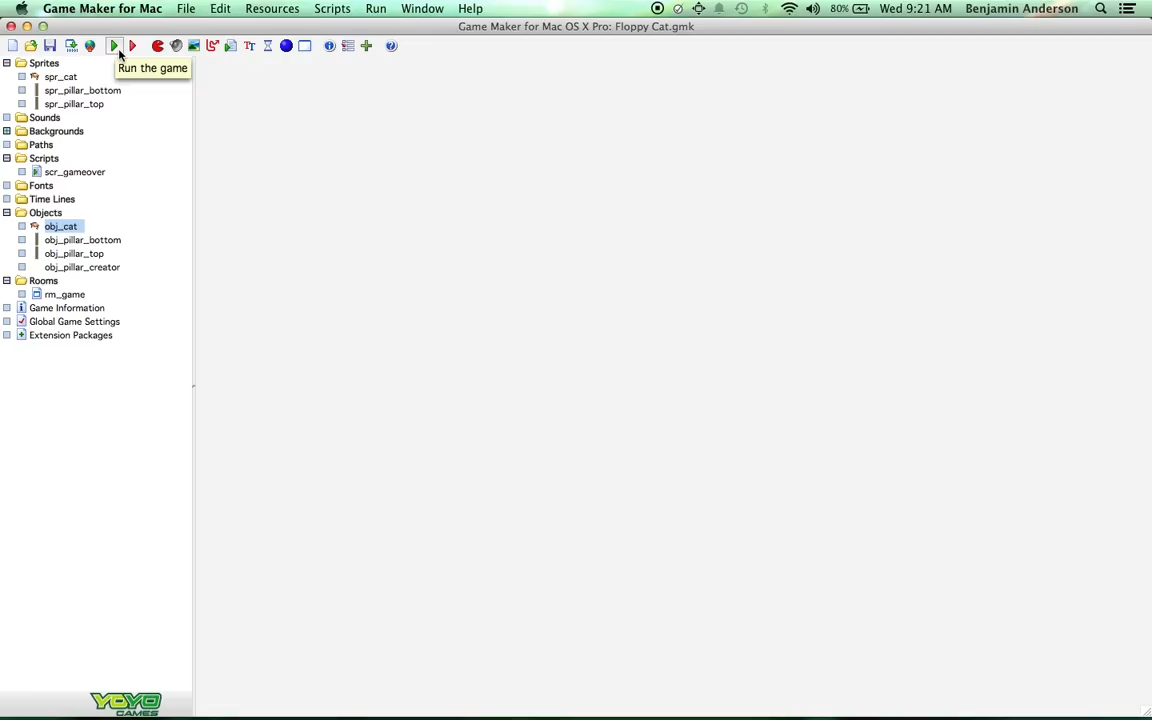 Game Maker for Mac File Edit Resources Scripts Run Window Help 80% Wed 9:21 AM Benjamin Anderson
Game Maker for Mac OS X Pro: Floppy Cat.gmk
Run the game
Sprites
spr_cat
spr_pillar_bottom
spr_pillar_top
Sounds
Backgrounds
Paths
Scripts
scr_gameover
Fonts
Time Lines
Objects
obj_cat
obj_pillar_bottom
obj_pillar_top
obj_pillar_creator
Rooms
rm_game
Game Information
Global Game Settings
Extension Packages
YOYO
GAMES